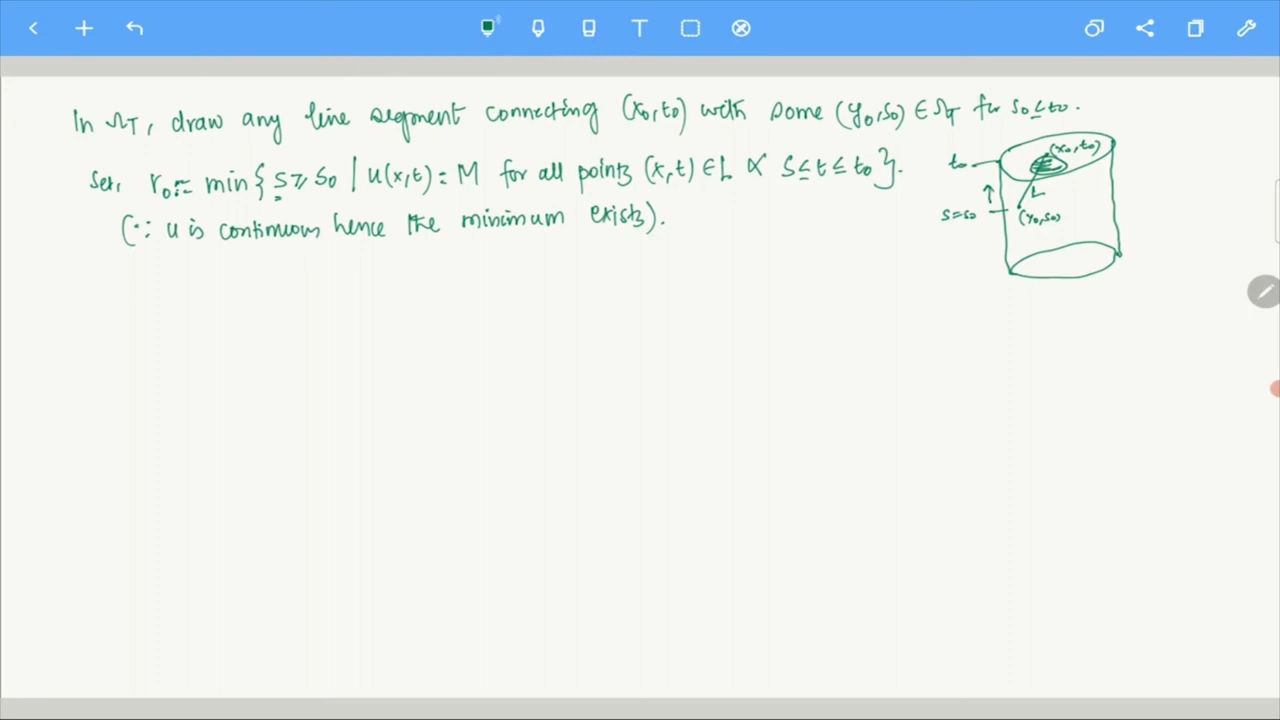 In Ω_T, draw any line segment connecting (x₀,t₀) with some (y₀,s₀) ∈ Ω_T for s₀ ≤ t₀.
Set, r₀ := min{ s ≥ s₀ | u(x,t) = M for all points (x,t) ∈ L & s ≤ t ≤ t₀ }.
(∵ u is continuous hence the minimum exists).
(x₀,t₀)
t₀
L
s=s₀
(y₀,s₀)
T